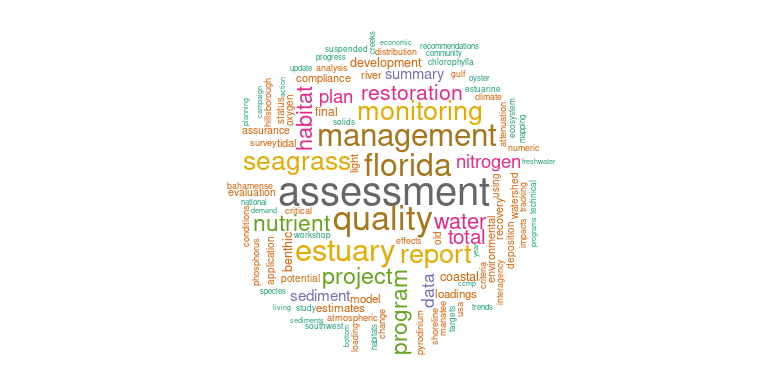 economic
creeks
suspended
recommendations
distribution
community
progress
development
chlorophylla
update
analysis
river
summary
gulf
oyster
compliance
action
hillsborough
status
oxygen
habitat
plan
restoration
estuarine
climate
campaign
planning
final
monitoring
attenuation
ecosystem
mapping
solids
assurance
management
survey
tidal
numeric
seagrass
light
florida
nitrogen
freshwater
bahamense
evaluation
assessment
using
watershed
tracking
technical
national
demand
critical
quality
water
recovery
conditions
nutrient
workshop
effects
old
total
environmental
impacts
programs
phosphorus
application
benthic
estuary
report
year
deposition
potential
project
program
data
coastal
ccmp
criteria
interagency
species
sediment
model
loadings
living
study
estimates
trends
sediments
southwest
atmospheric
change
bottom
loading
habitats
pyrodinium
shoreline
manatee
targets
usa